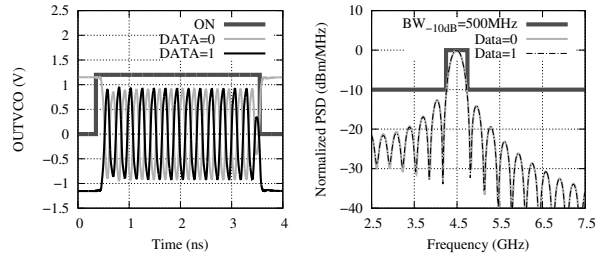 ON
DATA=0
DATA=1
2.5
2
1.5
1
0.5
0
−0.5
−1
−1.5
OUTVCO (V)
0
1
2
3
4
Time (ns)
BW−10dB=500MHz
Data=0
Data=1
10
0
−10
−20
−30
−40
Normalized PSD (dBm/MHz)
2.5
3.5
4.5
5.5
6.5
7.5
Frequency (GHz)